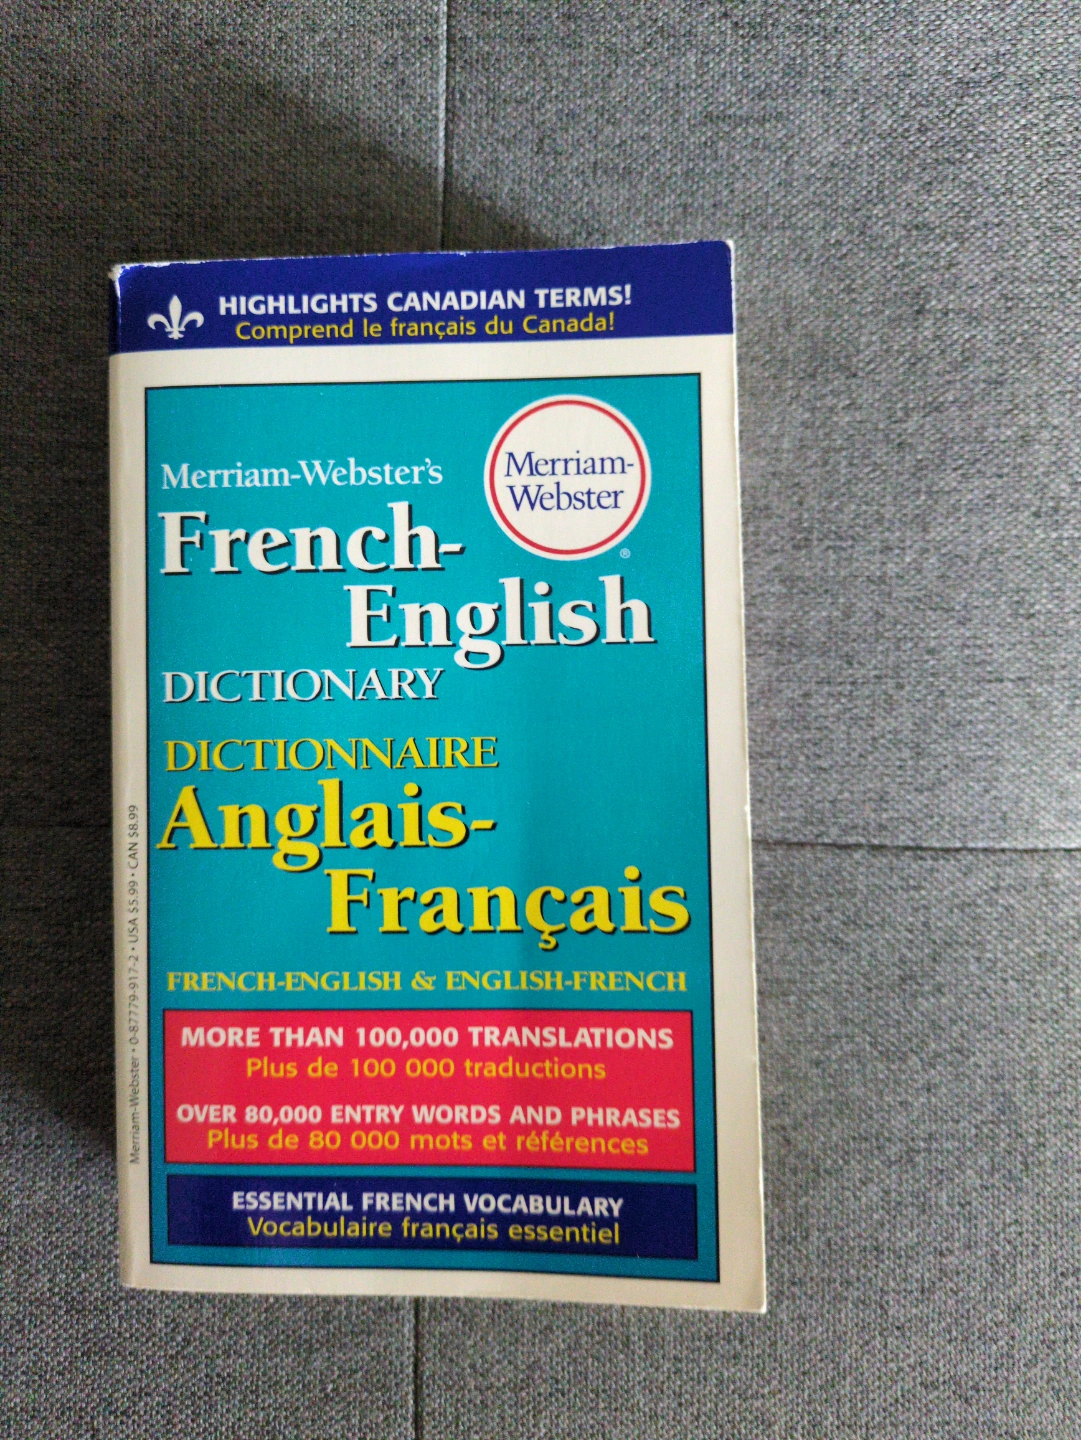 HIGHLIGHTS CANADIAN TERMS!
Comprend le français du Canada!
Merriam-
Webster
®
Merriam-Webster's
French-
English
DICTIONARY
DICTIONNAIRE
Anglais-
Français
FRENCH-ENGLISH & ENGLISH-FRENCH
MORE THAN 100,000 TRANSLATIONS
Plus de 100 000 traductions
OVER 80,000 ENTRY WORDS AND PHRASES
Plus de 80 000 mots et références
ESSENTIAL FRENCH VOCABULARY
Vocabulaire français essentiel
Merriam-Webster • 0-87779-917-2 • USA $5.99 • CAN $8.99